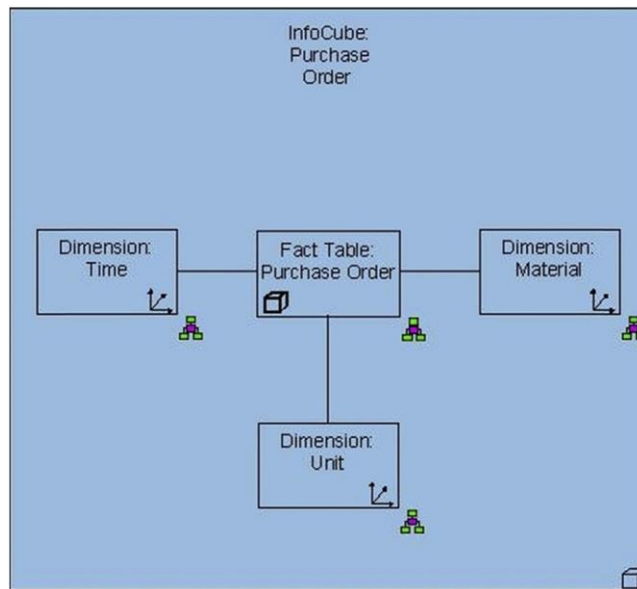 InfoCube:
Purchase
Order
Dimension:
Time
Fact Table:
Purchase Order
Dimension:
Material
Dimension:
Unit